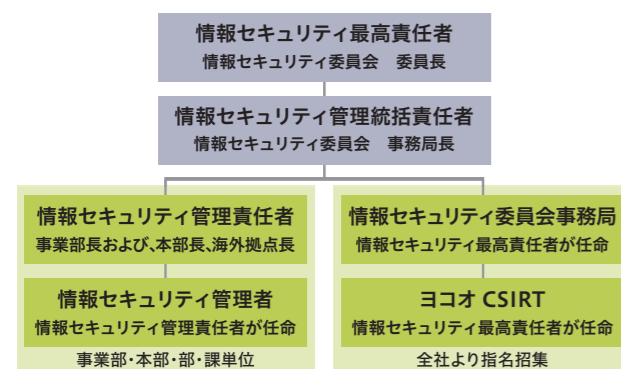 情報セキュリティ最高責任者
情報セキュリティ委員会　委員長
情報セキュリティ管理統括責任者
情報セキュリティ委員会　事務局長
情報セキュリティ管理責任者
事業部長および、本部長、海外拠点長
情報セキュリティ管理者
情報セキュリティ管理責任者が任命
事業部・本部・部・課単位
情報セキュリティ委員会事務局
情報セキュリティ最高責任者が任命
ヨコオ CSIRT
情報セキュリティ最高責任者が任命
全社より指名招集